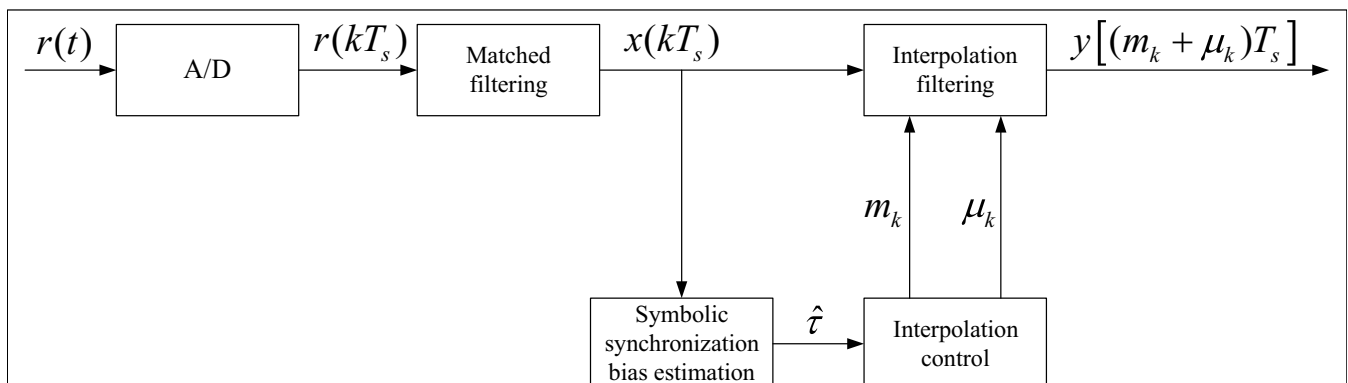 r(t)
A/D
r(kT_s)
Matched
filtering
x(kT_s)
Interpolation
filtering
y[(m_k + μ_k)T_s]
m_k
μ_k
Symbolic
synchronization
bias estimation
τ̂
Interpolation
control